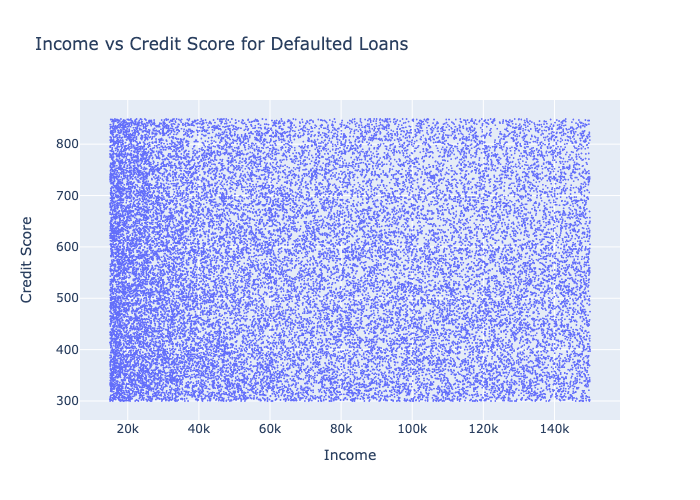 Income vs Credit Score for Defaulted Loans
Credit Score
800
700
600
500
400
300
20k 40k 60k 80k 100k 120k 140k
Income